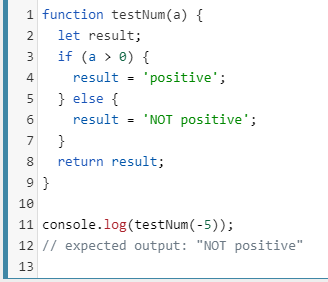 1 function testNum(a) {
2   let result;
3   if (a > 0) {
4     result = 'positive';
5   } else {
6     result = 'NOT positive';
7   }
8   return result;
9 }
10
11 console.log(testNum(-5));
12 // expected output: "NOT positive"
13